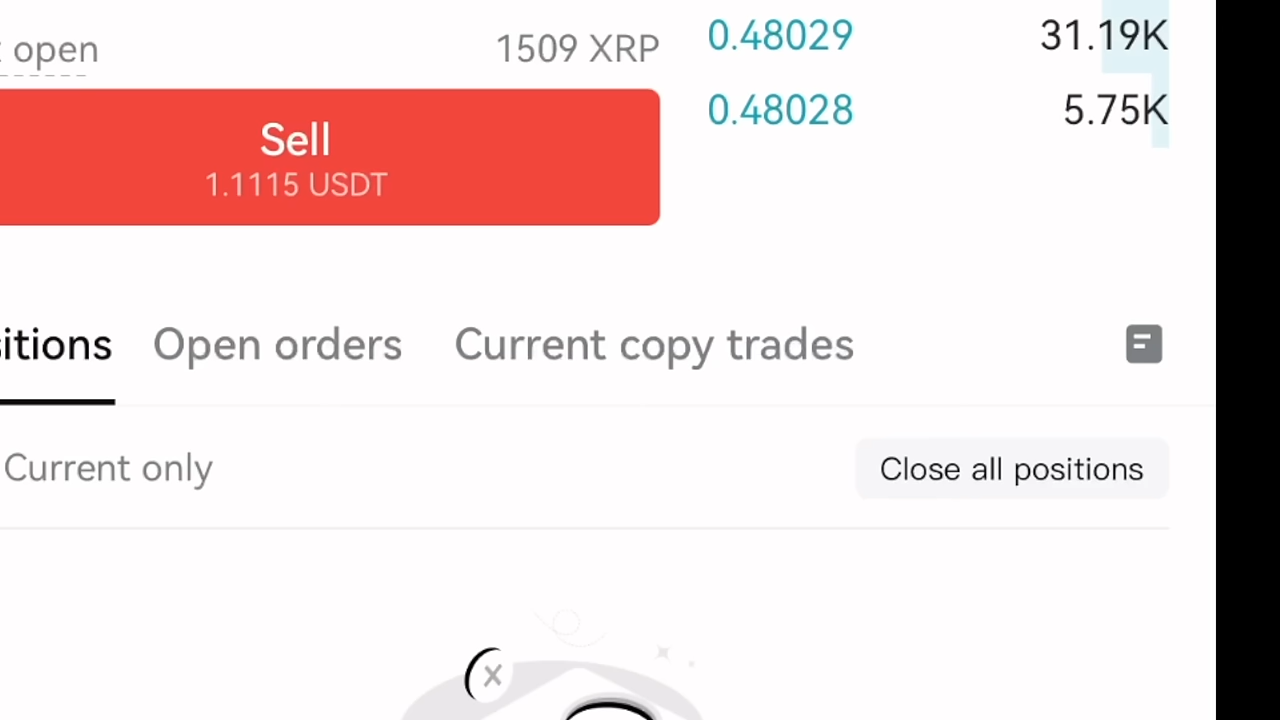 open
1509 XRP
0.48029
31.19K
Sell
1.1115 USDT
0.48028
5.75K
Open orders
Current copy trades
Current only
Close all positions